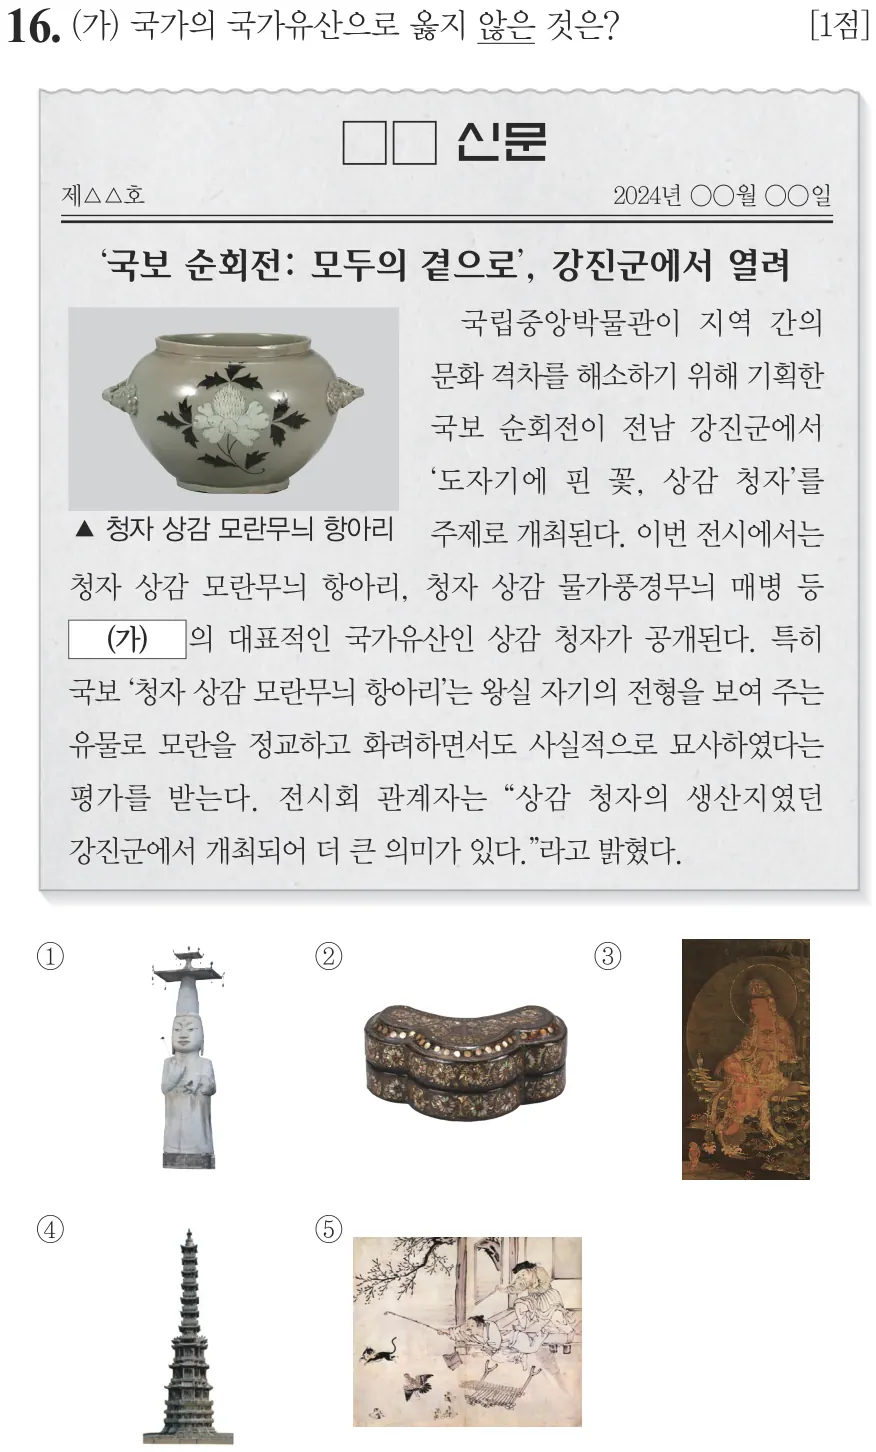 16. (가) 국가의 국가유산으로 옳지 않은 것은? [1점]
□□ 신문
제△△호 2024년 ○○월 ○○일
‘국보 순회전: 모두의 곁으로’, 강진군에서 열려
국립중앙박물관이 지역 간의
문화 격차를 해소하기 위해 기획한
국보 순회전이 전남 강진군에서
‘도자기에 핀 꽃, 상감 청자’를
▲ 청자 상감 모란무늬 항아리
주제로 개최된다. 이번 전시에서는
청자 상감 모란무늬 항아리, 청자 상감 물가풍경무늬 매병 등
(가) 의 대표적인 국가유산인 상감 청자가 공개된다. 특히
국보 ‘청자 상감 모란무늬 항아리’는 왕실 자기의 전형을 보여 주는
유물로 모란을 정교하고 화려하면서도 사실적으로 묘사하였다는
평가를 받는다. 전시회 관계자는 “상감 청자의 생산지였던
강진군에서 개최되어 더 큰 의미가 있다.”라고 밝혔다.
① ② ③
④ ⑤